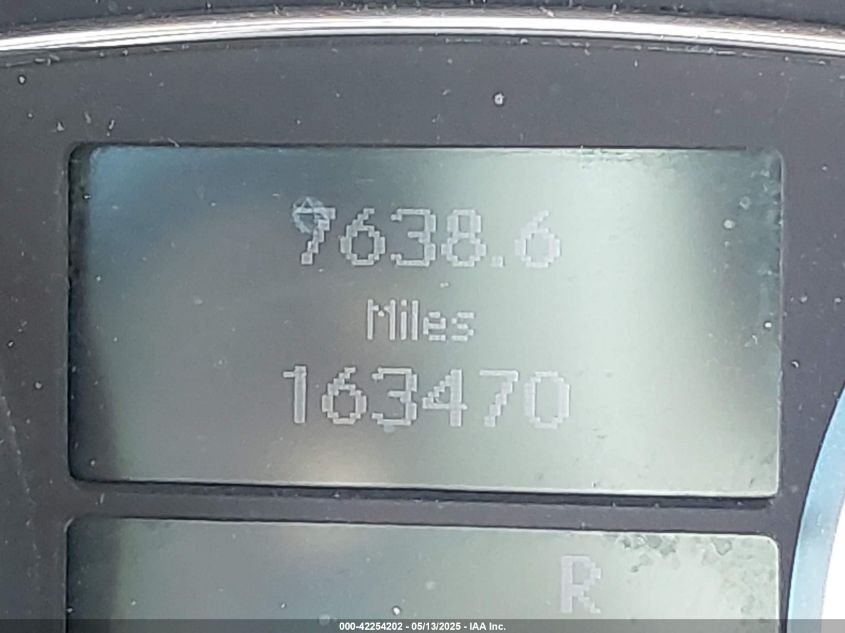 7638.6
Miles
163470
R
000-42254202 - 05/13/2025 - IAA Inc.